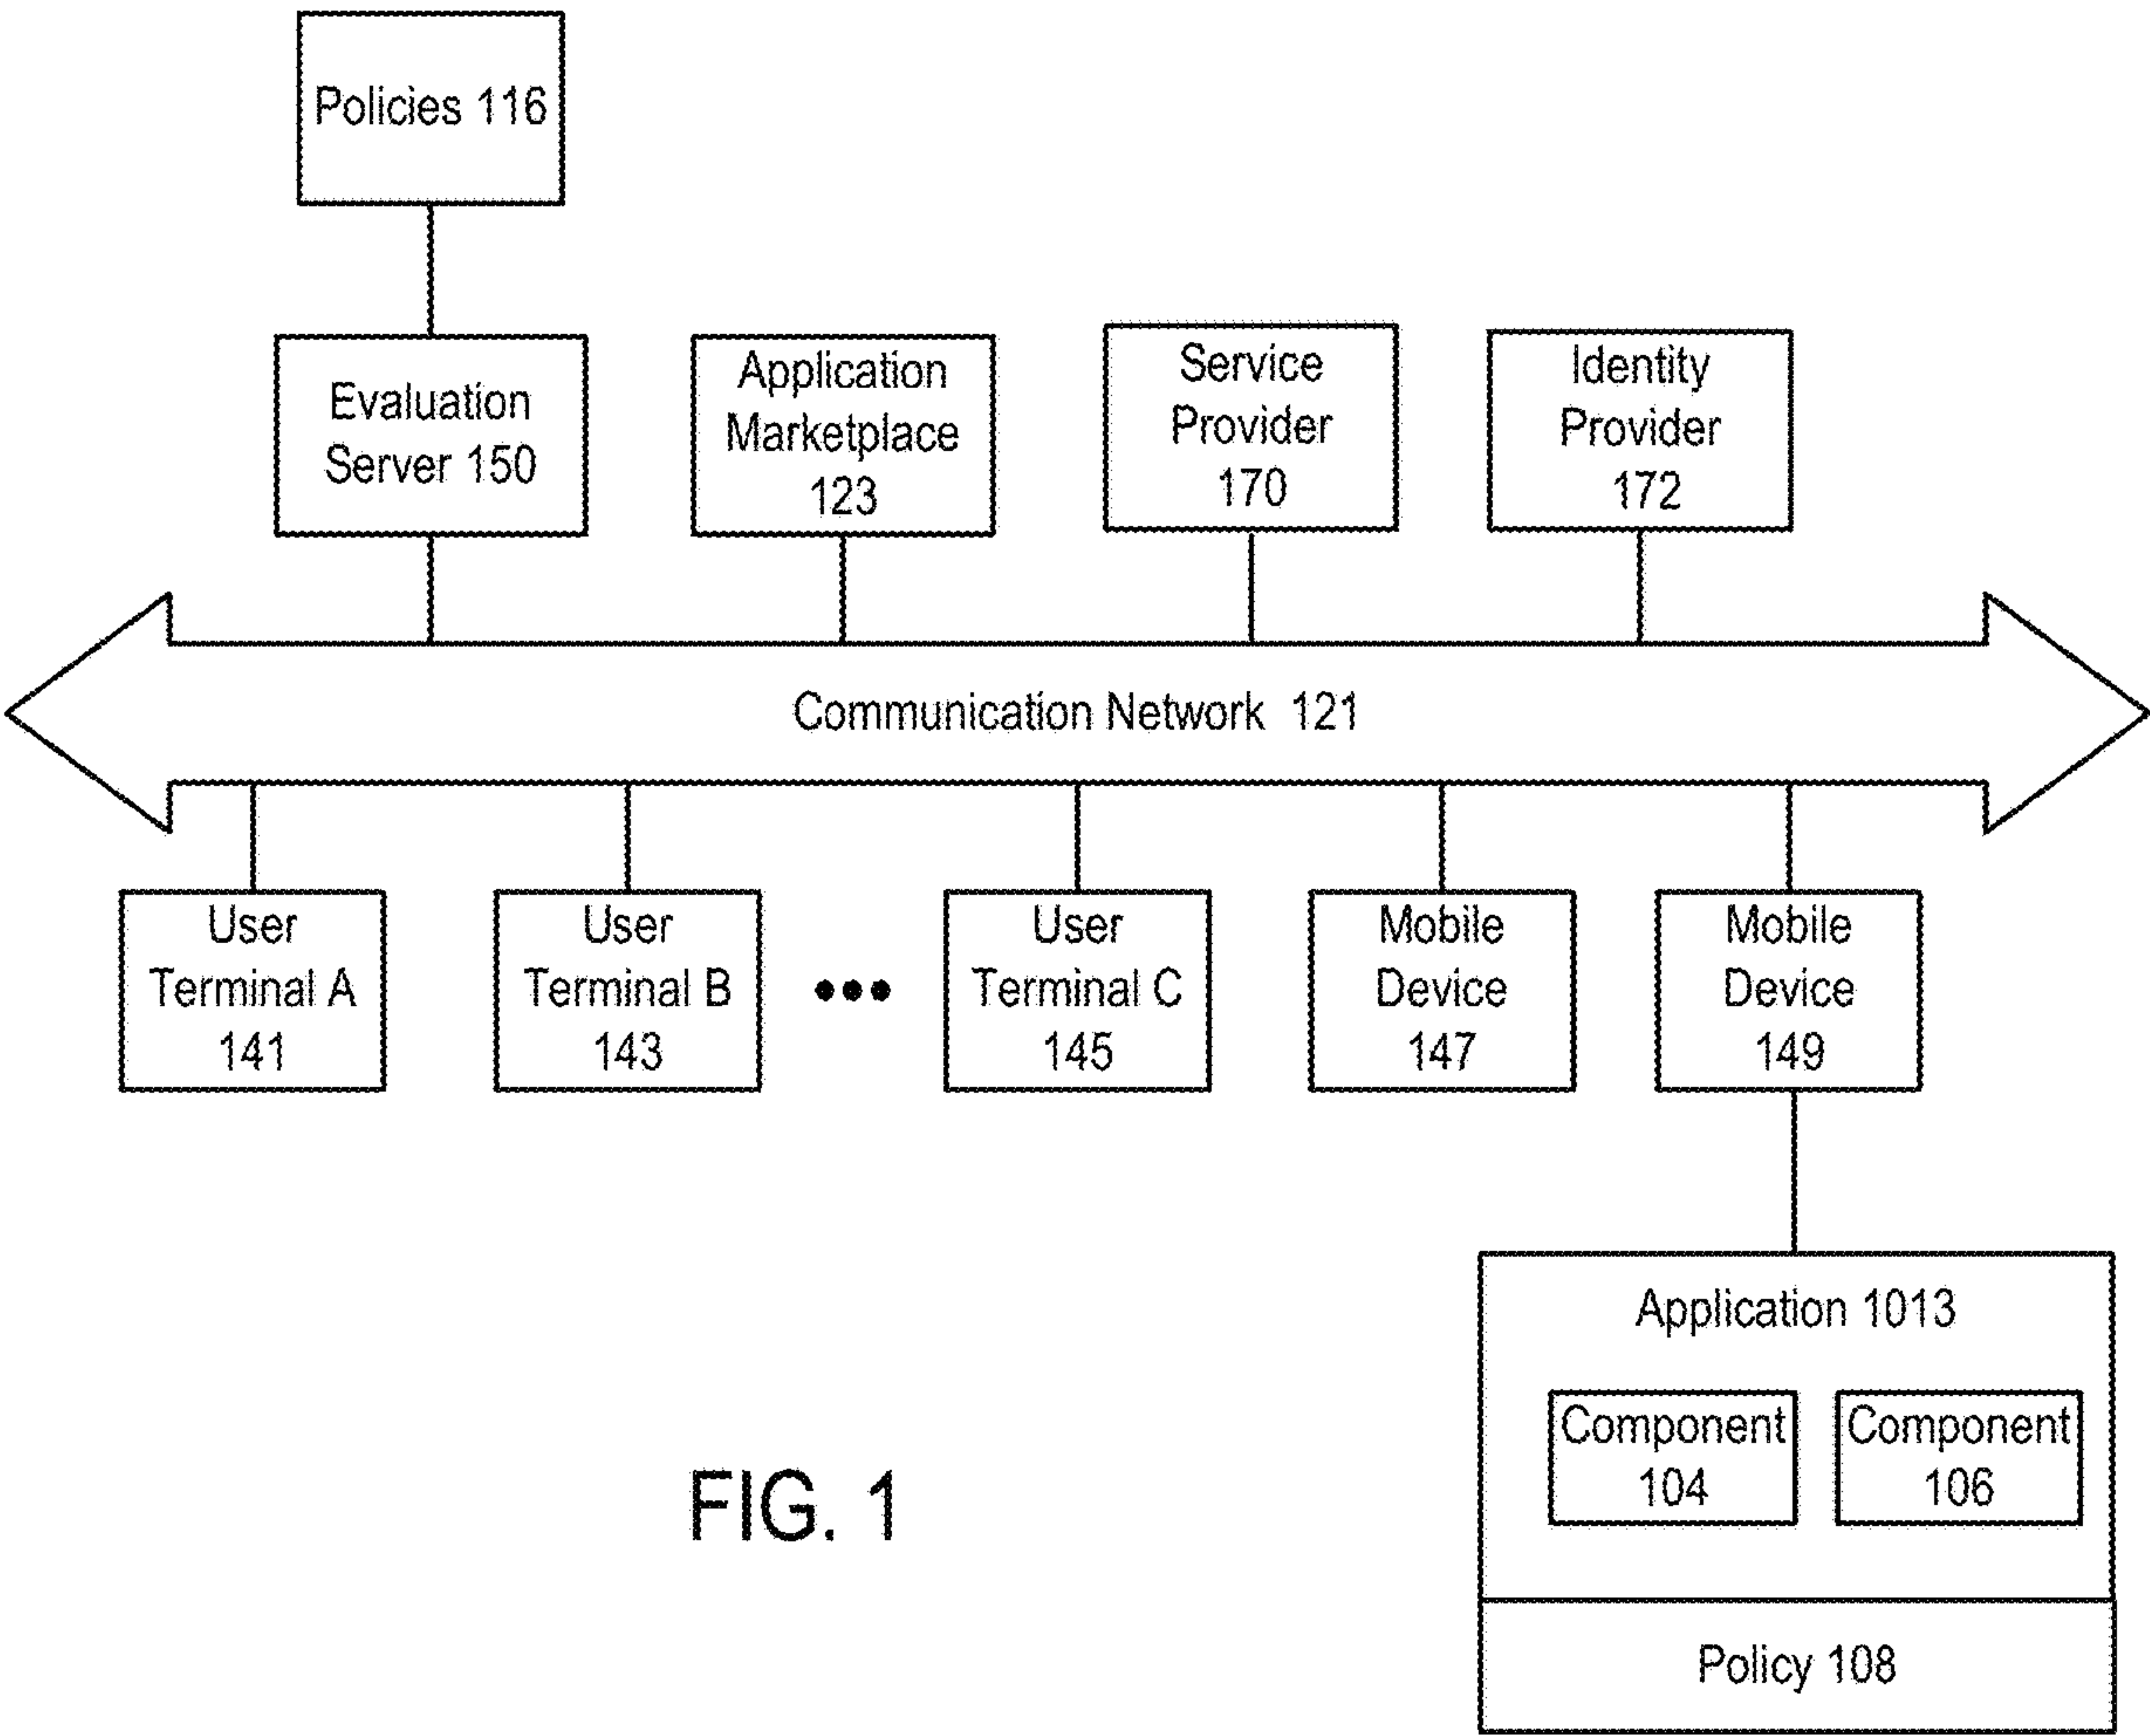 Policies 116
Evaluation
Server 150
Application
Marketplace
123
Service
Provider
170
Identity
Provider
172
Communication Network 121
User
Terminal A
141
User
Terminal B
143
User
Terminal C
145
Mobile
Device
147
Mobile
Device
149
Application 1013
Component
104
Component
106
Policy 108
FIG. 1